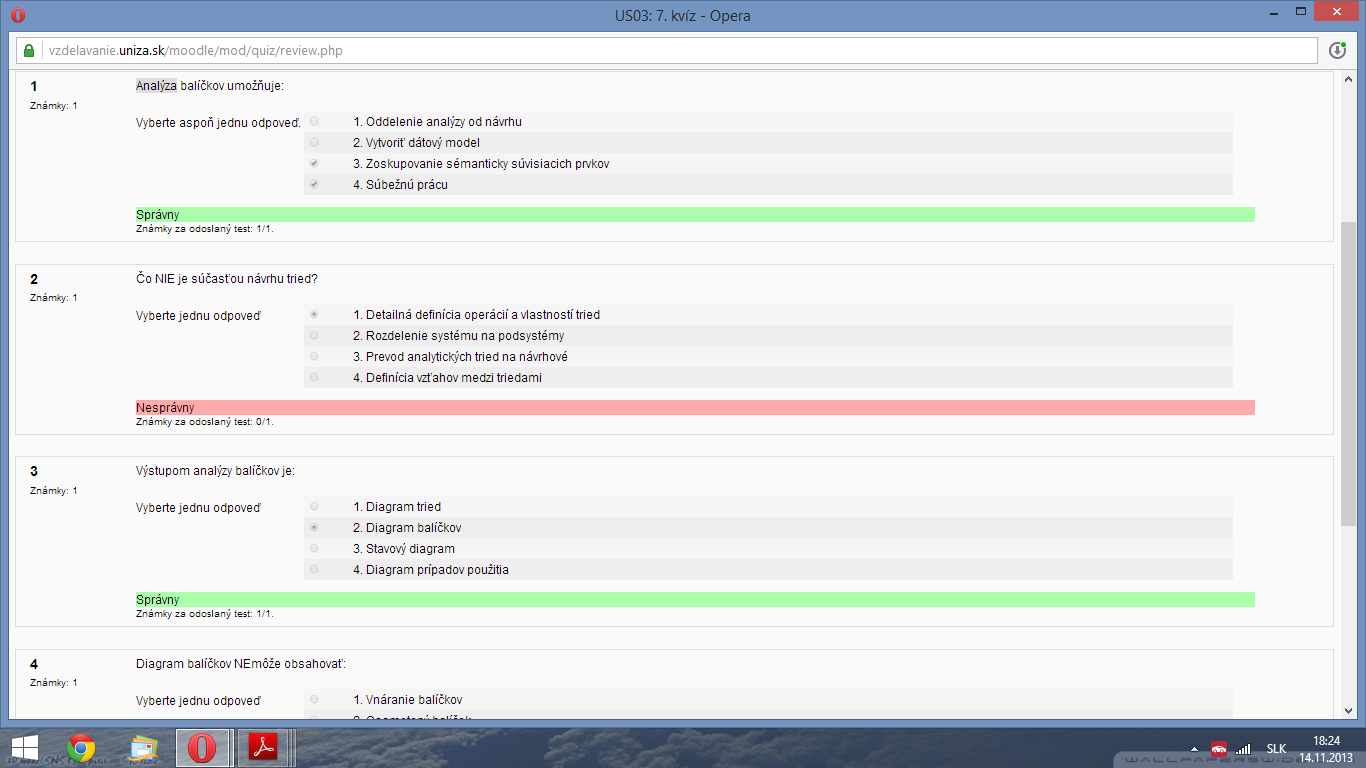 US03: 7. kvíz - Opera
vzdelavanie.uniza.sk/moodle/mod/quiz/review.php
1
Známky: 1
Analýza balíčkov umožňuje:
Vyberte aspoň jednu odpoveď.
1. Oddelenie analýzy od návrhu
2. Vytvoriť dátový model
3. Zoskupovanie sémanticky súvisiacich prvkov
4. Súbežnú prácu
Správny
Známky za odoslaný test: 1/1.
2
Známky: 1
Čo NIE je súčasťou návrhu tried?
Vyberte jednu odpoveď
1. Detailná definícia operácií a vlastností tried
2. Rozdelenie systému na podsystémy
3. Prevod analytických tried na návrhové
4. Definícia vzťahov medzi triedami
Nesprávny
Známky za odoslaný test: 0/1.
3
Známky: 1
Výstupom analýzy balíčkov je:
Vyberte jednu odpoveď
1. Diagram tried
2. Diagram balíčkov
3. Stavový diagram
4. Diagram prípadov použitia
Správny
Známky za odoslaný test: 1/1.
4
Známky: 1
Diagram balíčkov NEmôže obsahovať:
Vyberte jednu odpoveď
1. Vnáranie balíčkov
SLK
18:24
14.11.2013